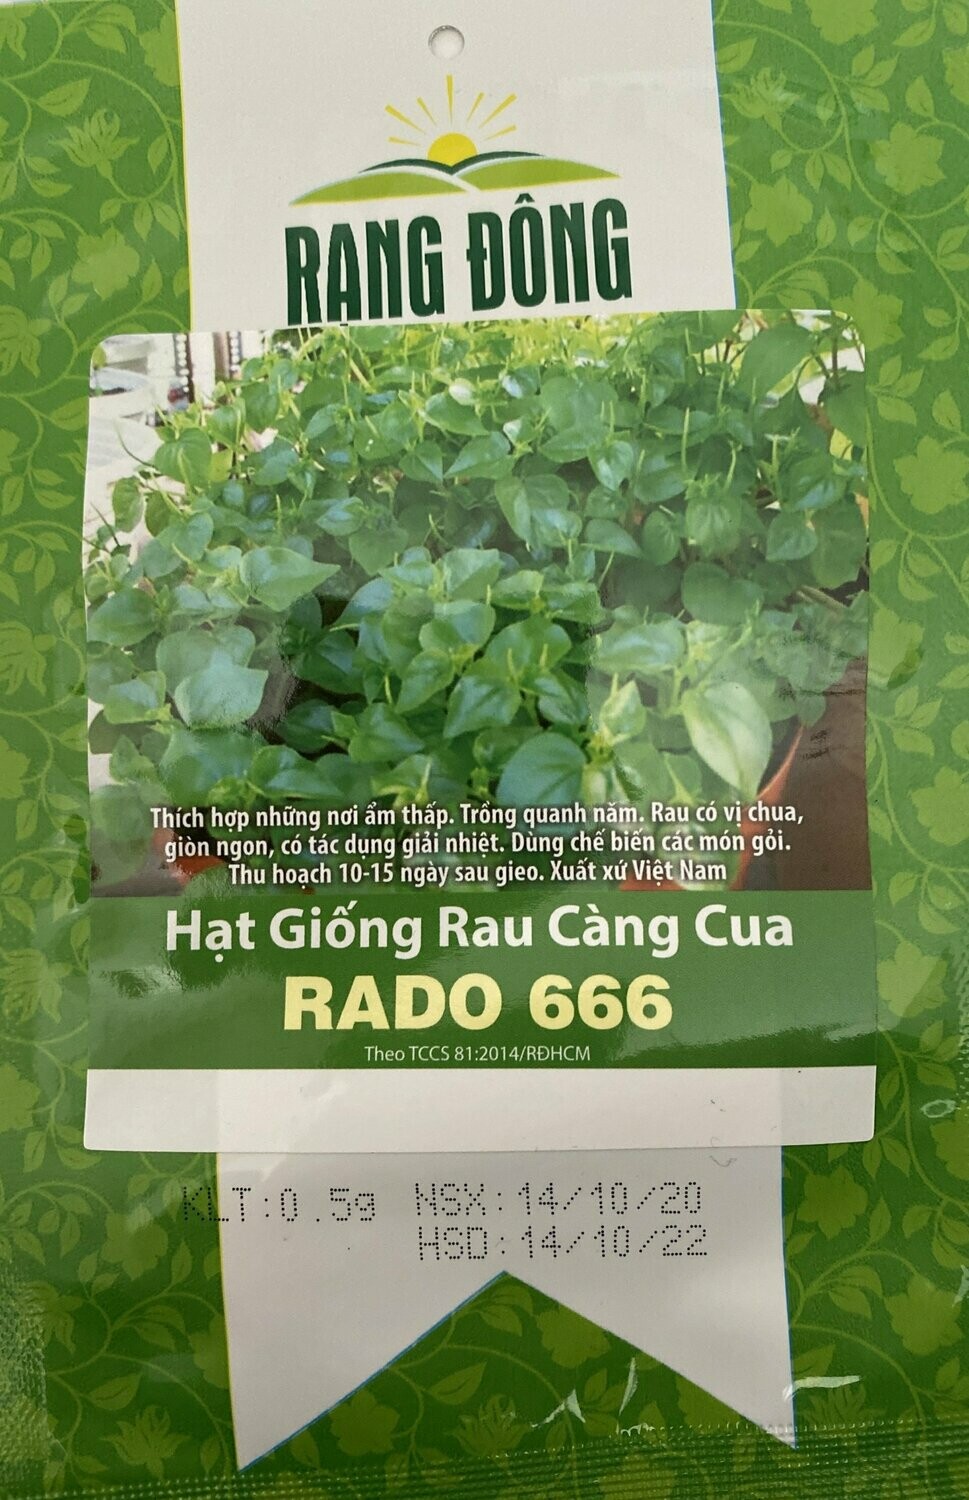 RẠNG ĐÔNG
Thích hợp những nơi ẩm thấp. Trồng quanh năm. Rau có vị chua,
giòn ngon, có tác dụng giải nhiệt. Dùng chế biến các món gỏi.
Thu hoạch 10-15 ngày sau gieo. Xuất xứ Việt Nam
Hạt Giống Rau Càng Cua
RADO 666
Theo TCCS 81:2014/RĐHCM
KLT:0.5g NSX:14/10/20
HSD:14/10/22